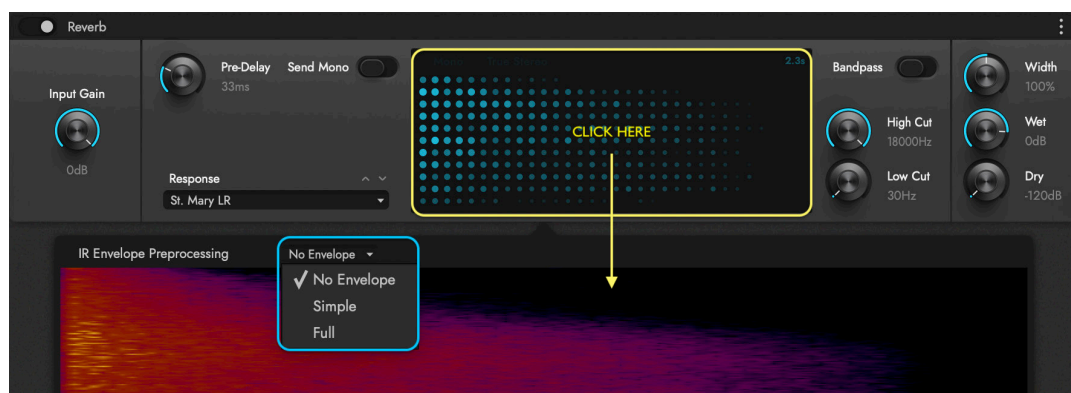 Reverb
Input Gain
0dB
Pre-Delay
33ms
Send Mono
Response
St. Mary LR
2.3s
CLICK HERE
Bandpass
High Cut
18000Hz
Low Cut
30Hz
Width
100%
Wet
0dB
Dry
-120dB
IR Envelope Preprocessing
No Envelope
No Envelope
Simple
Full